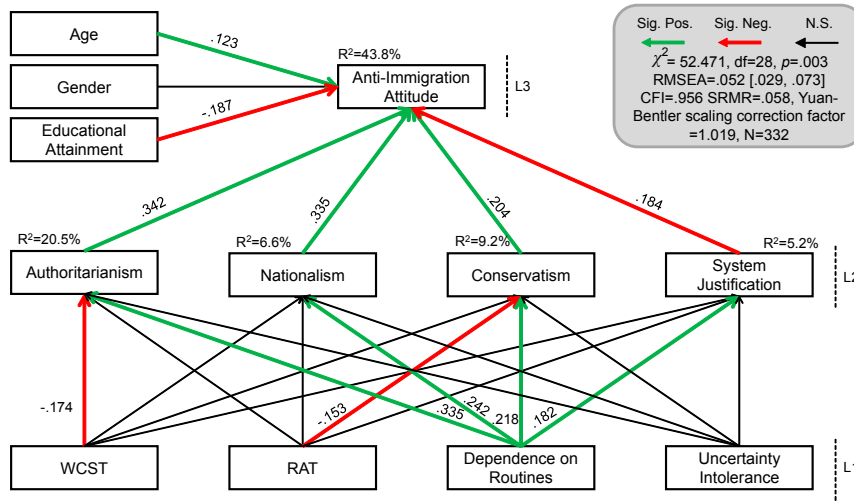 Age
.123
R²=43.8%
Sig. Pos.
Sig. Neg.
N.S.
χ²= 52.471, df=28, p=.003
RMSEA=.052 [.029, .073]
CFI=.956 SRMR=.058, Yuan-
Bentler scaling correction factor
=1.019, N=332
Gender
Anti-Immigration
Attitude
L3
-.187
Educational
Attainment
.342
.335
.204
.184
R²=20.5%
R²=6.6%
R²=9.2%
R²=5.2%
Authoritarianism
Nationalism
Conservatism
System
Justification
L2
-.174
-.153
.335
.242
.218
.182
WCST
RAT
Dependence on
Routines
Uncertainty
Intolerance
L1